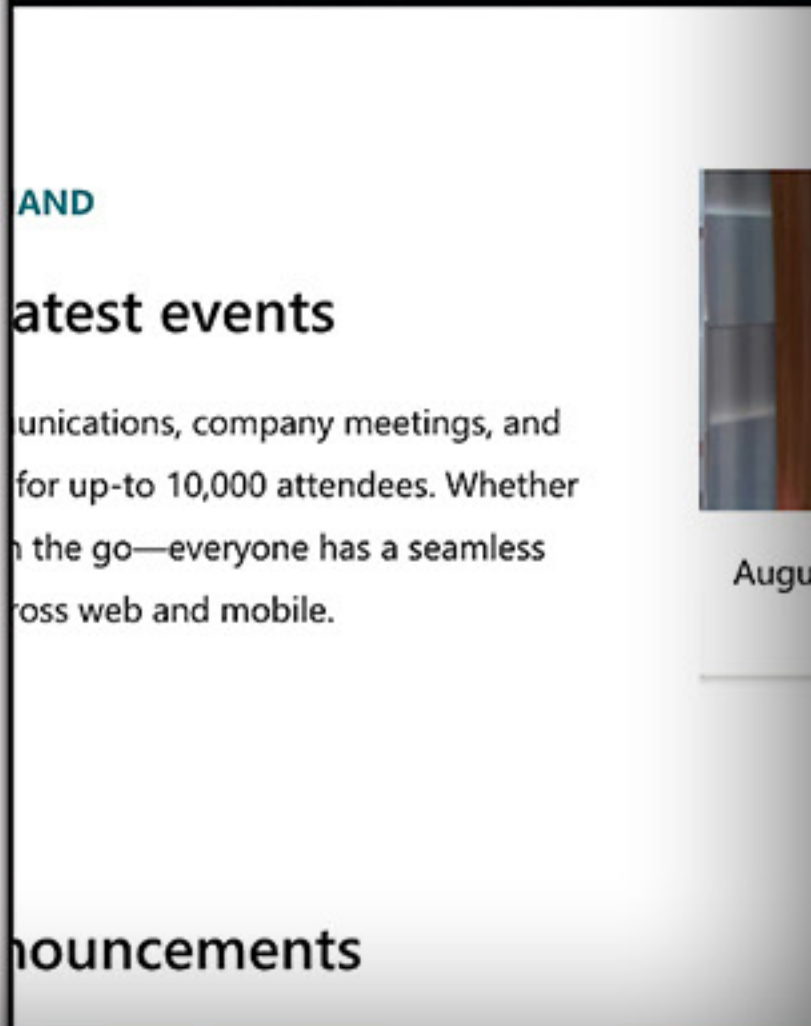 AND
atest events
unications, company meetings, and
for up-to 10,000 attendees. Whether
the go—everyone has a seamless
ross web and mobile.
Augu
nouncements